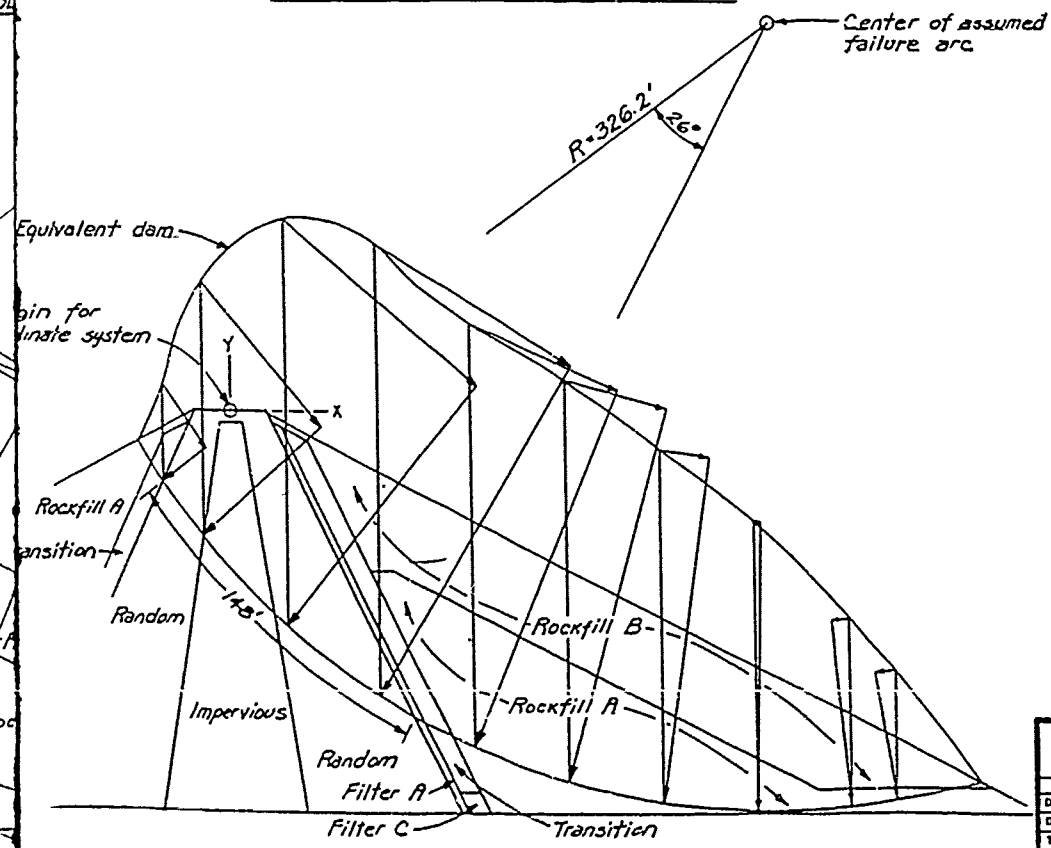 Center of assumed
failure arc
R=326.2'
26°
Equivalent dam
gin for
dinate system
Y
X
Rockfill A
ansition
Random
148'
Rockfill B
Impervious
Rockfill A
Random
Filter A
Filter C
Transition